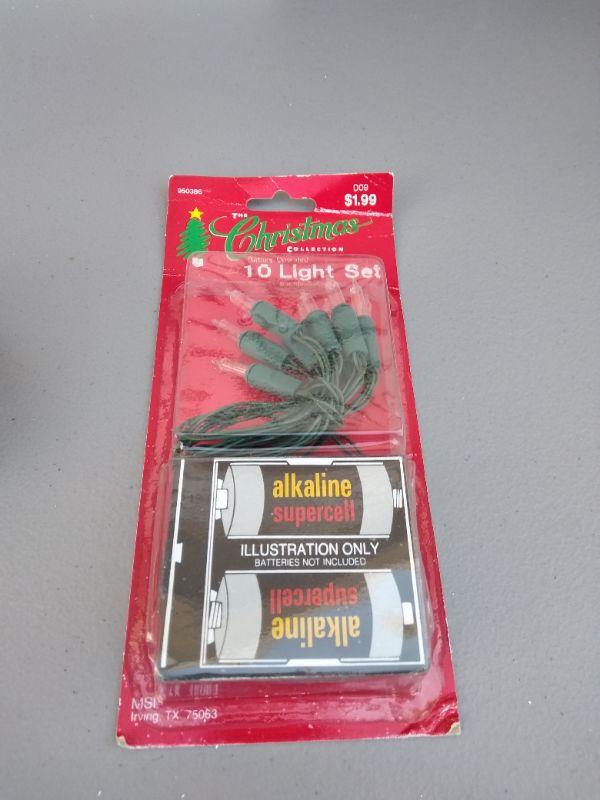 950386
009
$1.99
THE
Christmas
COLLECTION
Battery Operated
10 Light Set
alkaline
supercell
ILLUSTRATION ONLY
BATTERIES NOT INCLUDED
supercell
alkaline
MSI
Irving, TX 75063